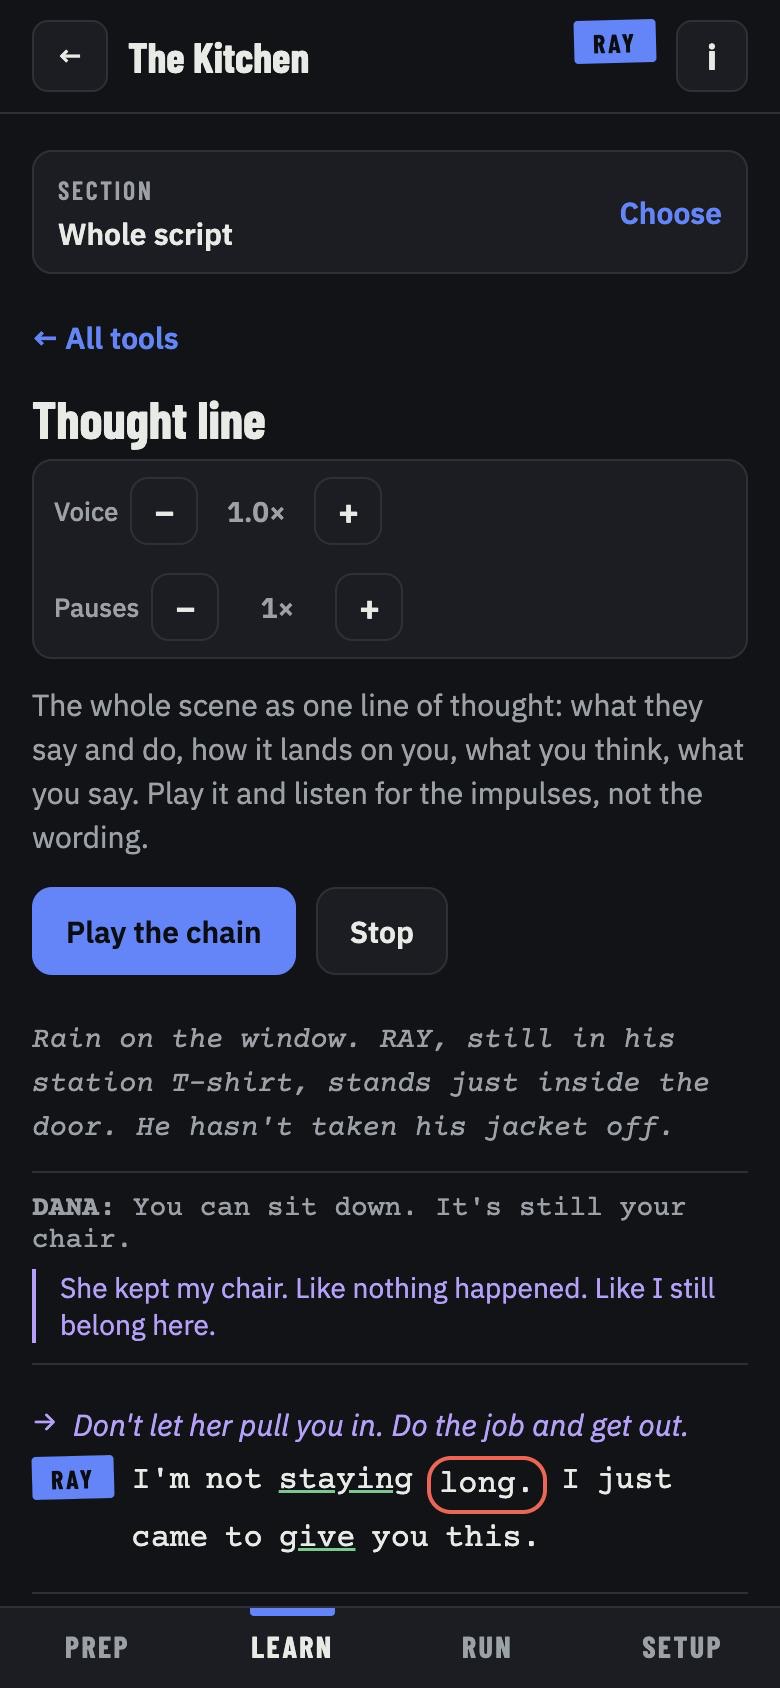 ← The Kitchen RAY i
SECTION
Whole script
Choose
← All tools
Thought line
Voice − 1.0× +
Pauses − 1× +
The whole scene as one line of thought: what they
say and do, how it lands on you, what you think, what
you say. Play it and listen for the impulses, not the
wording.
Play the chain Stop
Rain on the window. RAY, still in his
station T-shirt, stands just inside the
door. He hasn't taken his jacket off.
DANA: You can sit down. It's still your
chair.
She kept my chair. Like nothing happened. Like I still
belong here.
→ Don't let her pull you in. Do the job and get out.
RAY I'm not staying long. I just
came to give you this.
PREP LEARN RUN SETUP